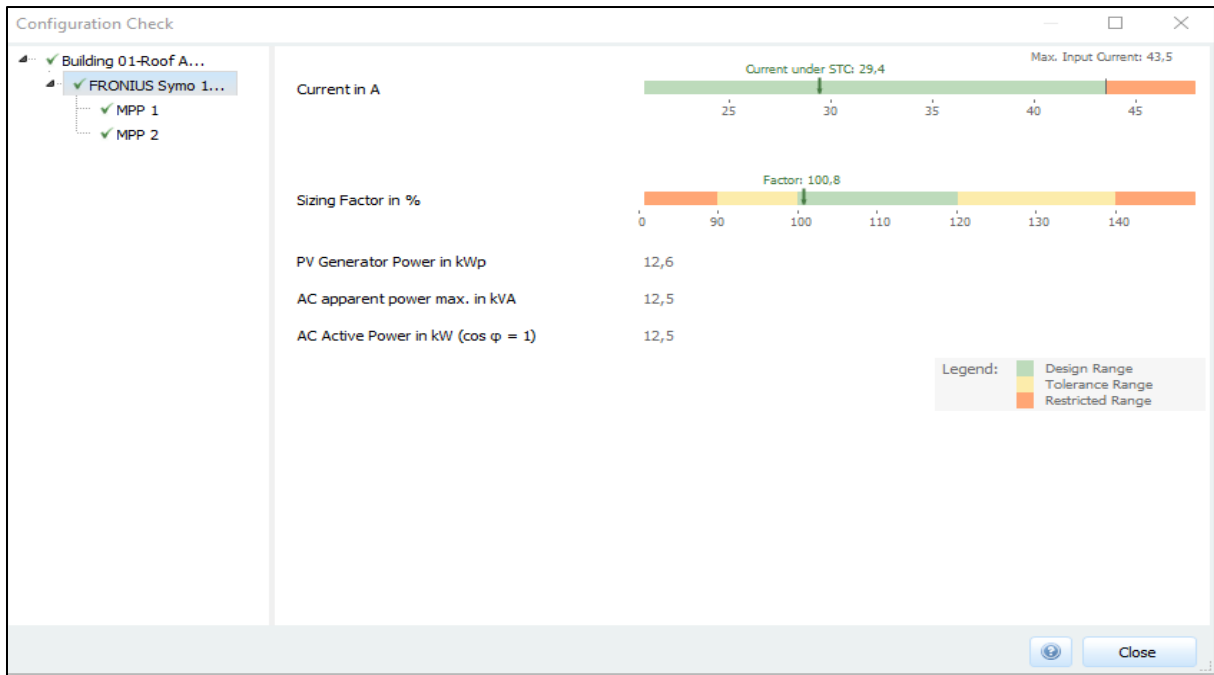 Configuration Check
Building 01-Roof A...
FRONIUS Symo 1...
MPP 1
MPP 2
Max. Input Current: 43,5
Current under STC: 29,4
Current in A
25 30 35 40 45
Factor: 100,8
Sizing Factor in %
0 90 100 110 120 130 140
PV Generator Power in kWp 12,6
AC apparent power max. in kVA 12,5
AC Active Power in kW (cos φ = 1) 12,5
Legend: Design Range
Tolerance Range
Restricted Range
Close